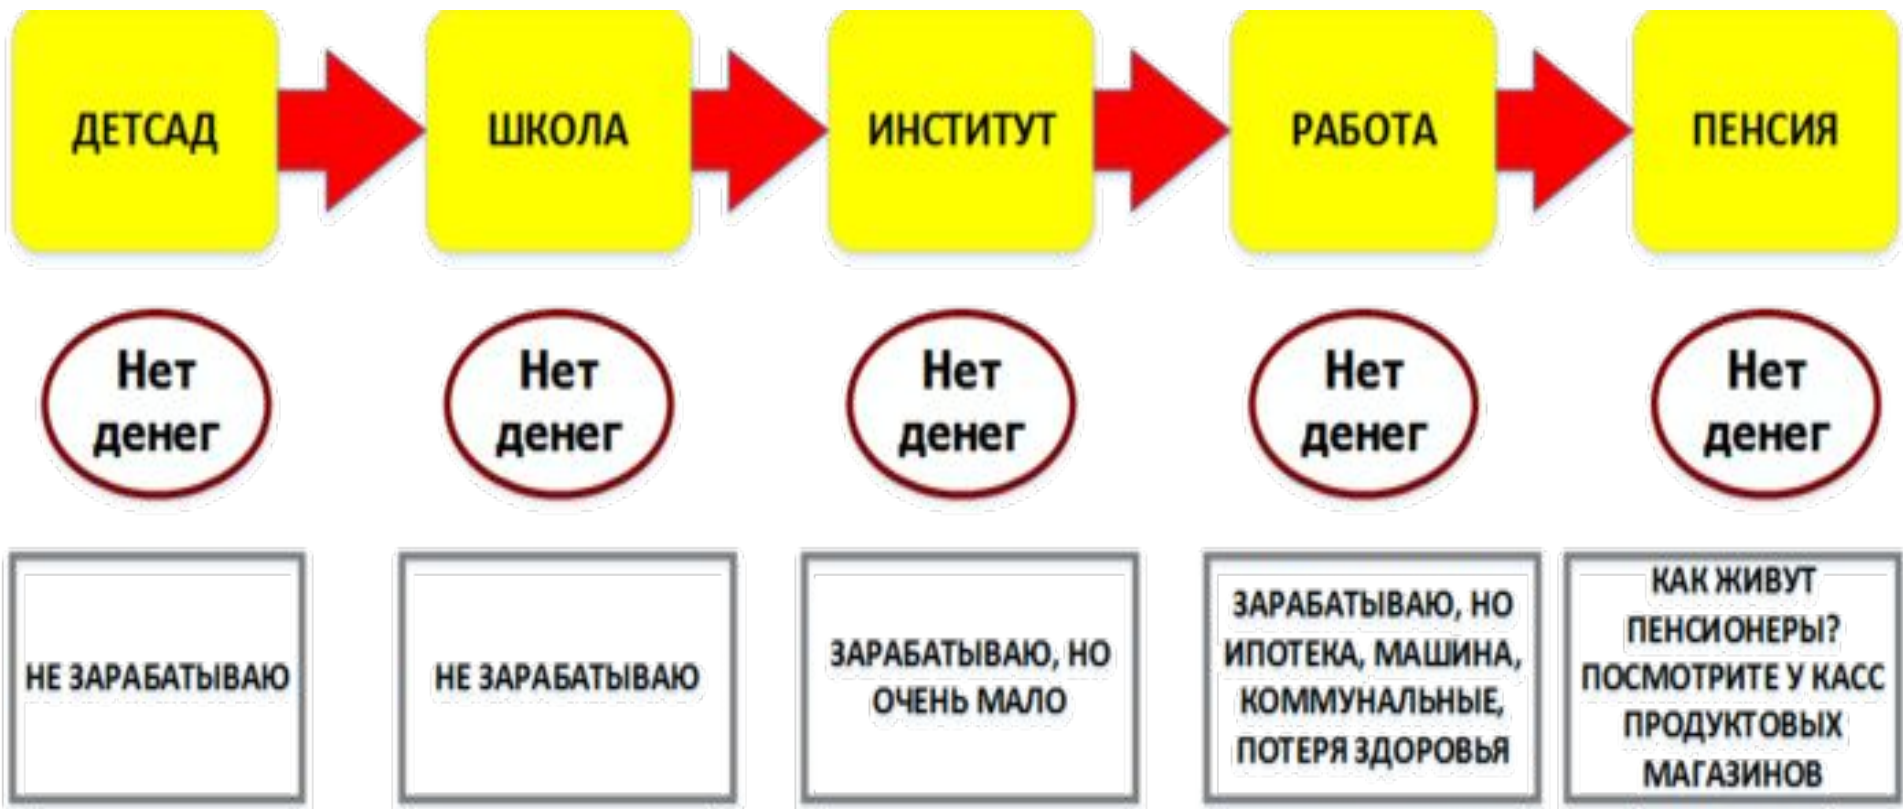 ДЕТСАД
ШКОЛА
ИНСТИТУТ
РАБОТА
ПЕНСИЯ
Нет
денег
Нет
денег
Нет
денег
Нет
денег
Нет
денег
НЕ ЗАРАБАТЫВАЮ
НЕ ЗАРАБАТЫВАЮ
ЗАРАБАТЫВАЮ, НО
ОЧЕНЬ МАЛО
ЗАРАБАТЫВАЮ, НО
ИПОТЕКА, МАШИНА,
КОММУНАЛЬНЫЕ,
ПОТЕРЯ ЗДОРОВЬЯ
КАК ЖИВУТ
ПЕНСИОНЕРЫ?
ПОСМОТРИТЕ У КАСС
ПРОДУКТОВЫХ
МАГАЗИНОВ